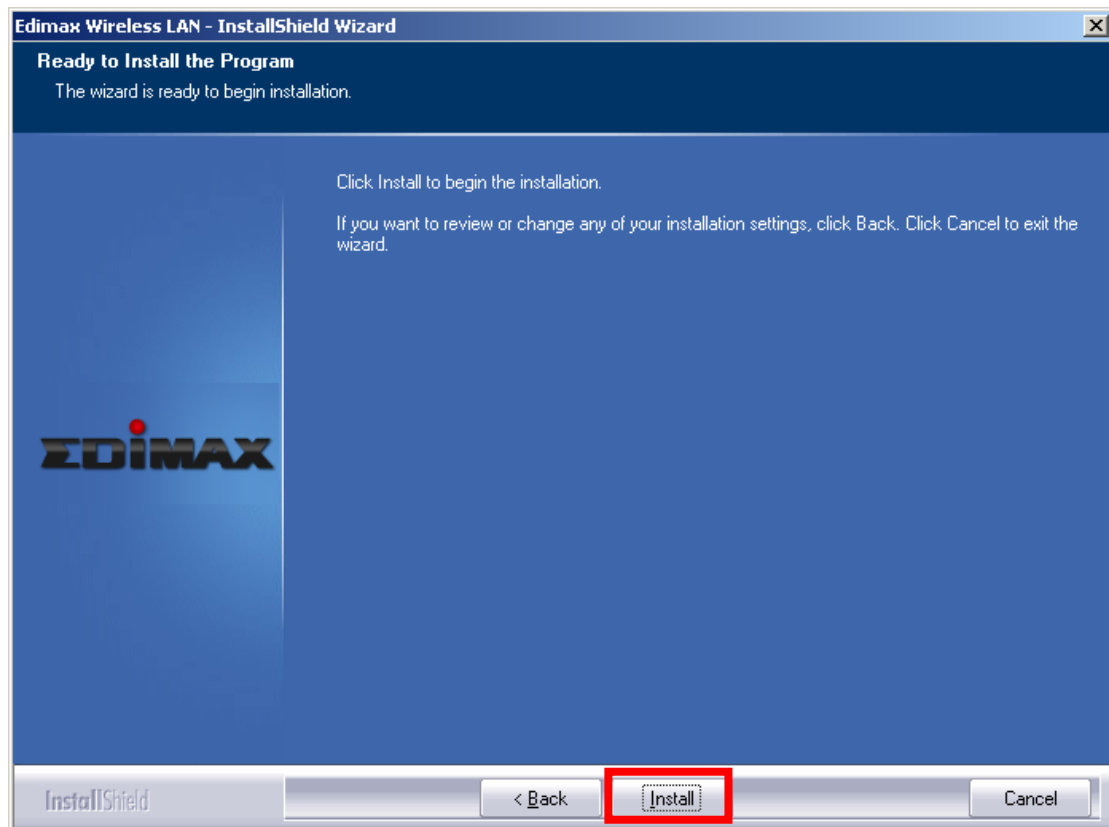 Edimax Wireless LAN - InstallShield Wizard
Ready to Install the Program
The wizard is ready to begin installation.
Click Install to begin the installation.
If you want to review or change any of your installation settings, click Back. Click Cancel to exit the
wizard.
EDiMAX
InstallShield
< Back
Install
Cancel